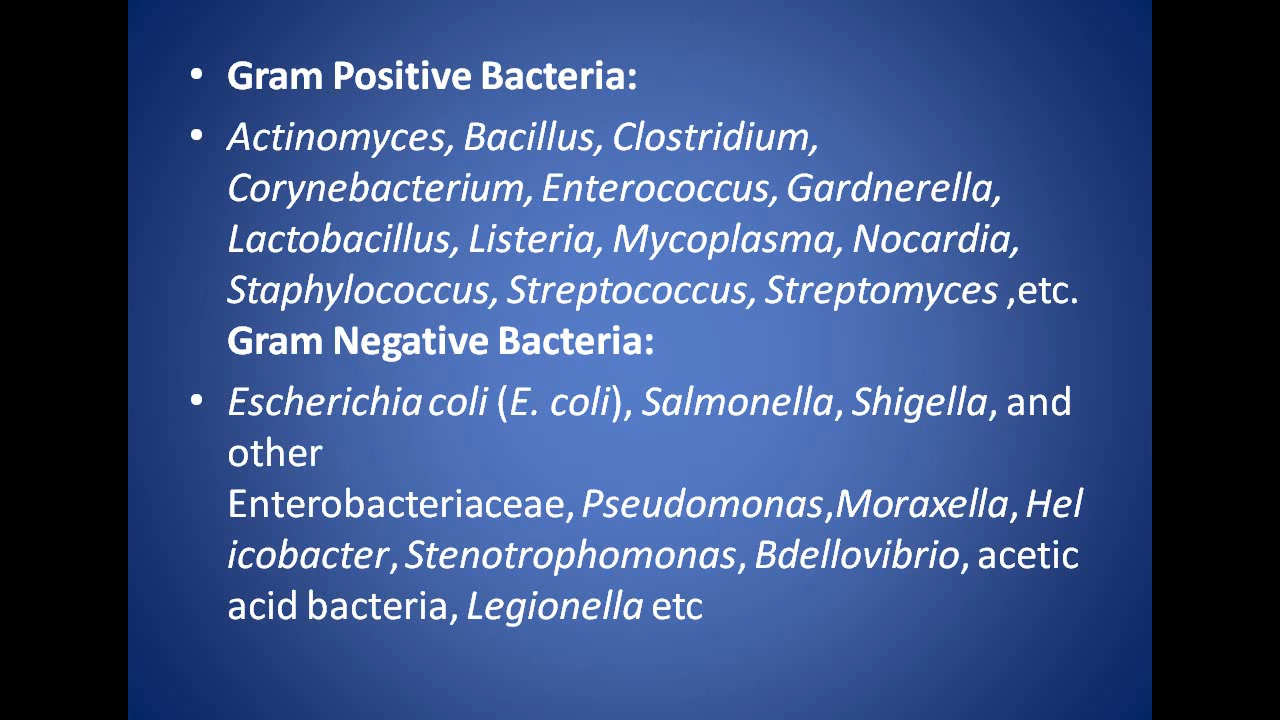 • Gram Positive Bacteria:
• Actinomyces, Bacillus, Clostridium,
Corynebacterium, Enterococcus, Gardnerella,
Lactobacillus, Listeria, Mycoplasma, Nocardia,
Staphylococcus, Streptococcus, Streptomyces ,etc.
Gram Negative Bacteria:
• Escherichia coli (E. coli), Salmonella, Shigella, and
other
Enterobacteriaceae, Pseudomonas,Moraxella, Hel
icobacter, Stenotrophomonas, Bdellovibrio, acetic
acid bacteria, Legionella etc